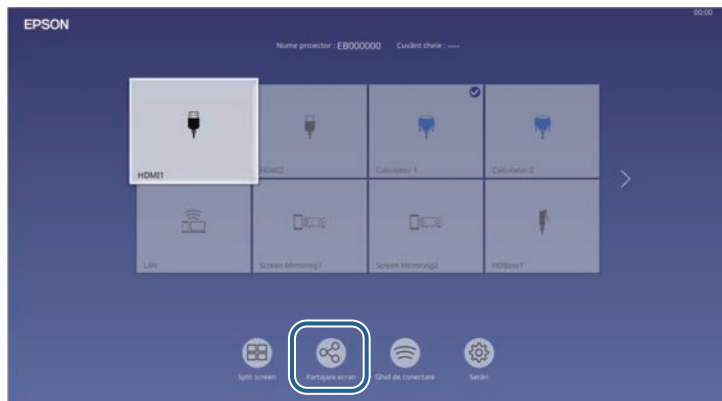 00:00
EPSON
Nume proiector : EB000000 Cuvânt cheie : ----
HDMI1
HDMI2
Calculator 1
Calculator 2
LAN
Screen Mirroring1
Screen Mirroring2
HDBaseT
Split screen
Partajare ecran
Ghid de conectare
Setări